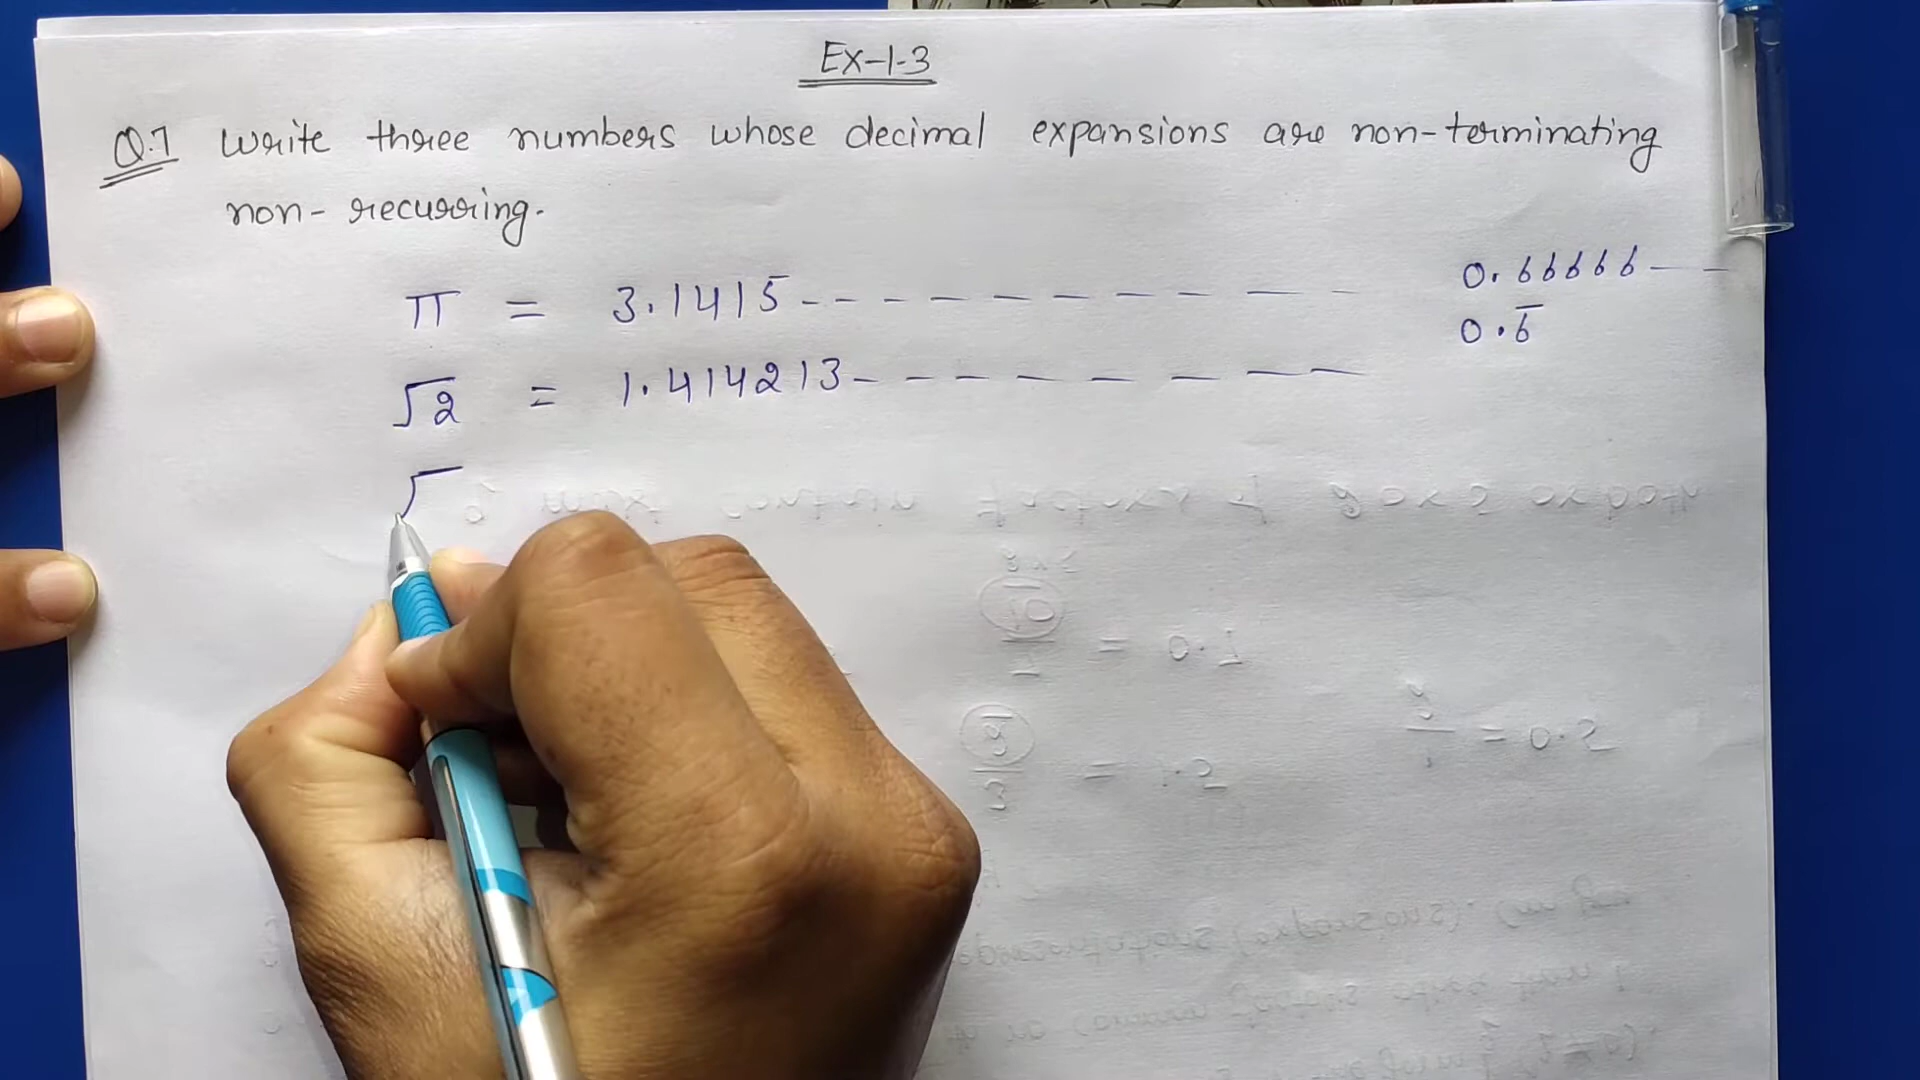 Ex-1.3
Q.7 Write three numbers whose decimal expansions are non-terminating
non-recurring.
π = 3.1415-----------
√2 = 1.414213---------
√
0.66666--
0.6̅